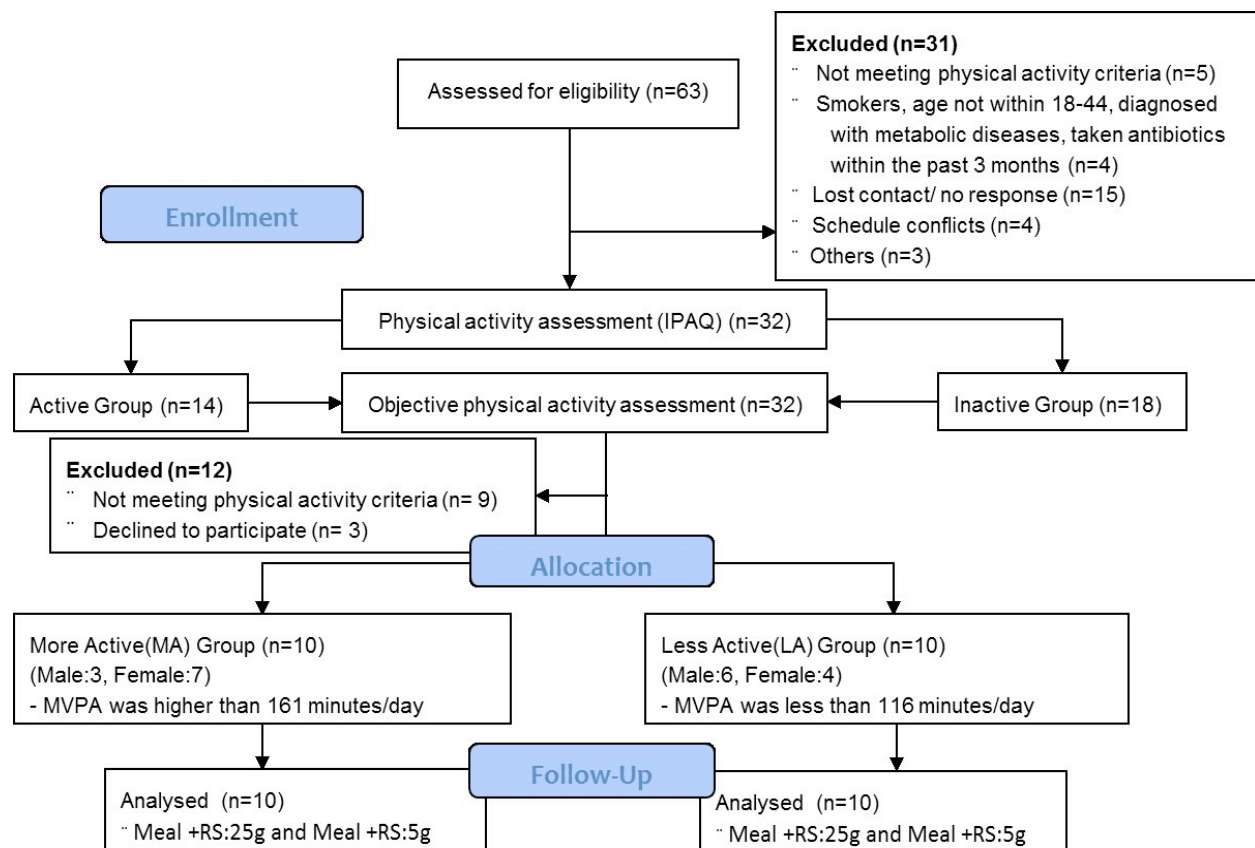 Assessed for eligibility (n=63)
Excluded (n=31)
¨ Not meeting physical activity criteria (n=5)
¨ Smokers, age not within 18-44, diagnosed
with metabolic diseases, taken antibiotics
within the past 3 months (n=4)
¨ Lost contact/ no response (n=15)
¨ Schedule conflicts (n=4)
¨ Others (n=3)
Enrollment
Physical activity assessment (IPAQ) (n=32)
Active Group (n=14)
Objective physical activity assessment (n=32)
Inactive Group (n=18)
Excluded (n=12)
¨ Not meeting physical activity criteria (n= 9)
¨ Declined to participate (n= 3)
Allocation
More Active(MA) Group (n=10)
(Male:3, Female:7)
- MVPA was higher than 161 minutes/day
Less Active(LA) Group (n=10)
(Male:6, Female:4)
- MVPA was less than 116 minutes/day
Follow-Up
Analysed (n=10)
¨ Meal +RS:25g and Meal +RS:5g
Analysed (n=10)
¨ Meal +RS:25g and Meal +RS:5g